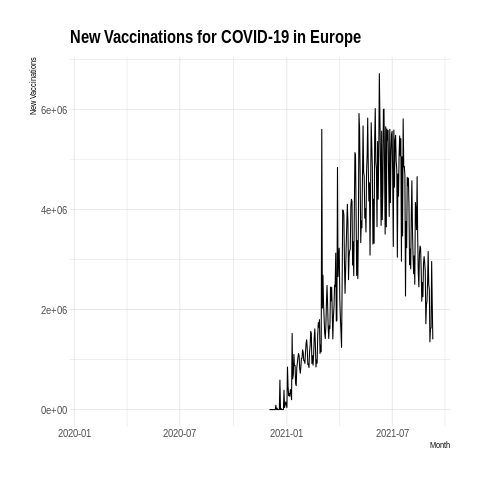 New Vaccinations for COVID-19 in Europe
New Vaccinations
6e+06
4e+06
2e+06
0e+00
2020-01 2020-07 2021-01 2021-07
Month